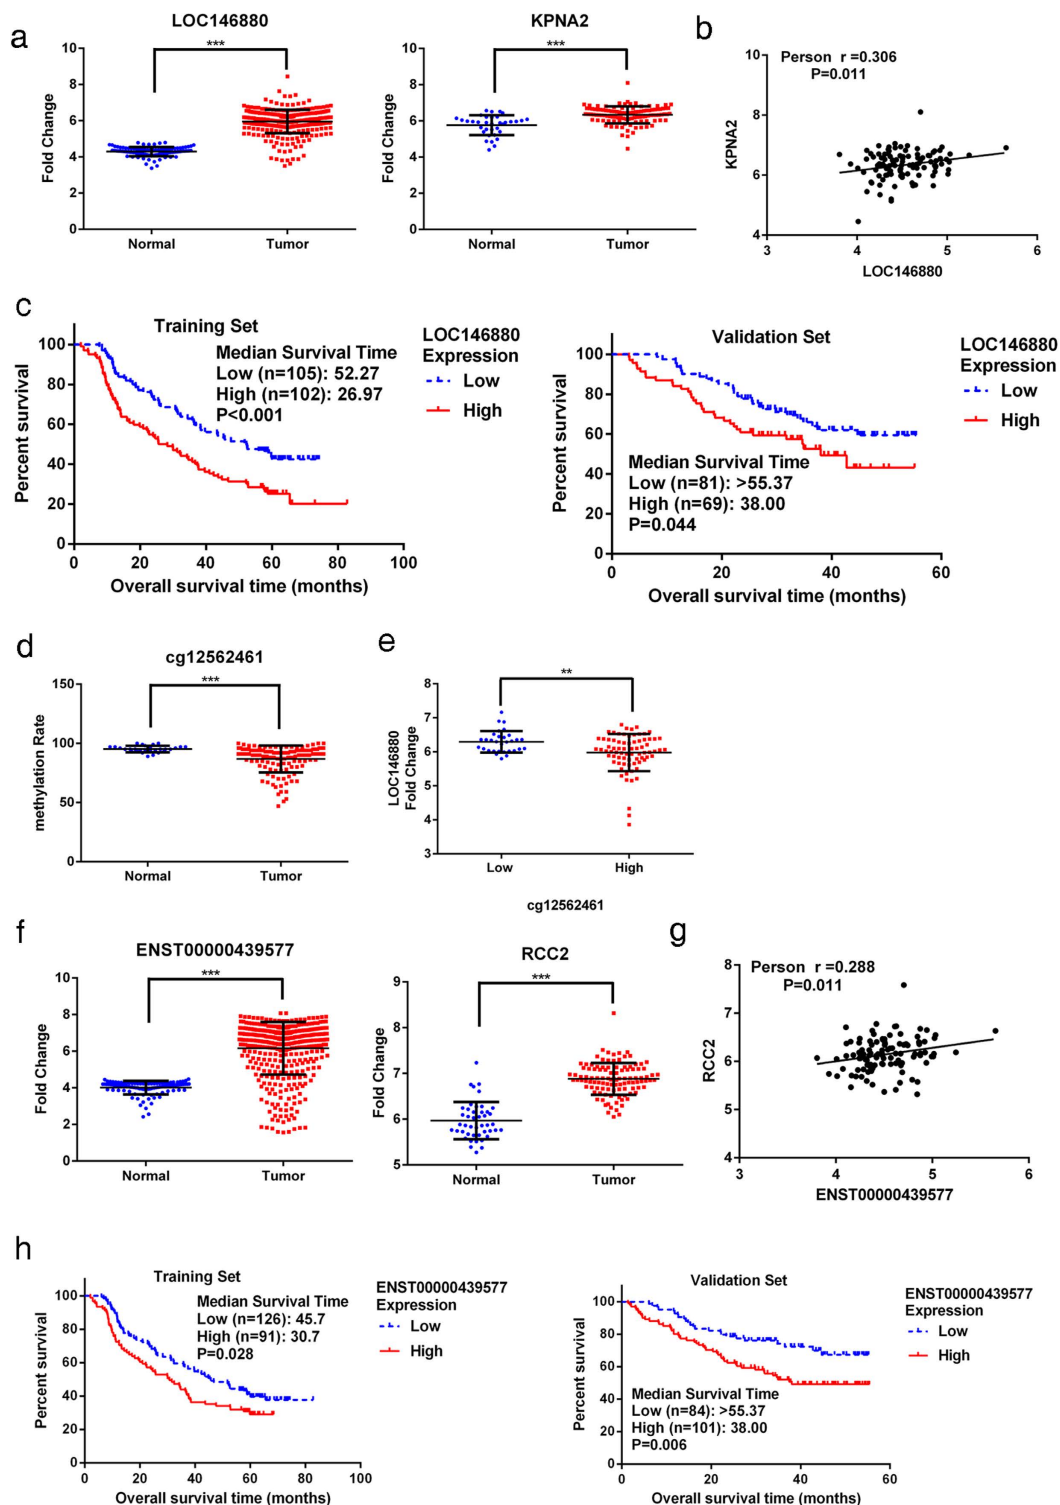 a
LOC146880
***
Fold Change
10
8
6
4
2
0
Normal
Tumor
KPNA2
***
Fold Change
10
8
6
4
2
0
Normal
Tumor
b
Person r =0.306
P=0.011
KPNA2
10
8
6
4
3
4
5
6
LOC146880
c
Training Set
Median Survival Time
Low (n=105): 52.27
High (n=102): 26.97
P<0.001
Percent survival
100
80
60
40
20
0
0
20
40
60
80
100
Overall survival time (months)
LOC146880
Expression
Low
High
Validation Set
Percent survival
100
80
60
40
20
0
Median Survival Time
Low (n=81): >55.37
High (n=69): 38.00
P=0.044
0
20
40
60
Overall survival time (months)
LOC146880
Expression
Low
High
d
cg12562461
***
methylation Rate
150
100
50
0
Normal
Tumor
e
**
LOC146880
Fold Change
8
7
6
5
4
3
Low
High
cg12562461
f
ENST00000439577
***
Fold Change
10
8
6
4
2
0
Normal
Tumor
RCC2
***
Fold Change
9
8
7
6
5
Normal
Tumor
g
Person r =0.288
P=0.011
RCC2
8
7
6
5
4
3
4
5
6
ENST00000439577
h
Training Set
Median Survival Time
Low (n=126): 45.7
High (n=91): 30.7
P=0.028
Percent survival
100
80
60
40
20
0
0
20
40
60
80
100
Overall survival time (months)
ENST00000439577
Expression
Low
High
Validation Set
Percent survival
100
80
60
40
20
0
Median Survival Time
Low (n=84): >55.37
High (n=101): 38.00
P=0.006
0
20
40
60
Overall survival time (months)
ENST00000439577
Expression
Low
High